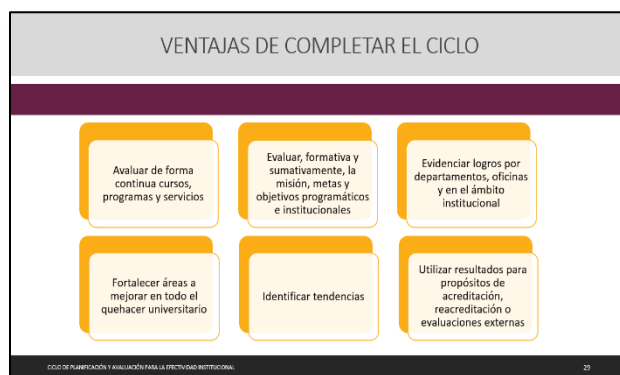 VENTAJAS DE COMPLETAR EL CICLO
Avaluar de forma
continua cursos,
programas y servicios
Evaluar, formativa y
sumativamente, la
misión, metas y
objetivos programáticos
e institucionales
Evidenciar logros por
departamentos, oficinas
y en el ámbito
institucional
Fortalecer áreas a
mejorar en todo el
quehacer universitario
Identificar tendencias
Utilizar resultados para
propósitos de
acreditación,
reacreditación o
evaluaciones externas
CICLO DE PLANIFICACIÓN Y AVALUACIÓN PARA LA EFECTIVIDAD INSTITUCIONAL
29